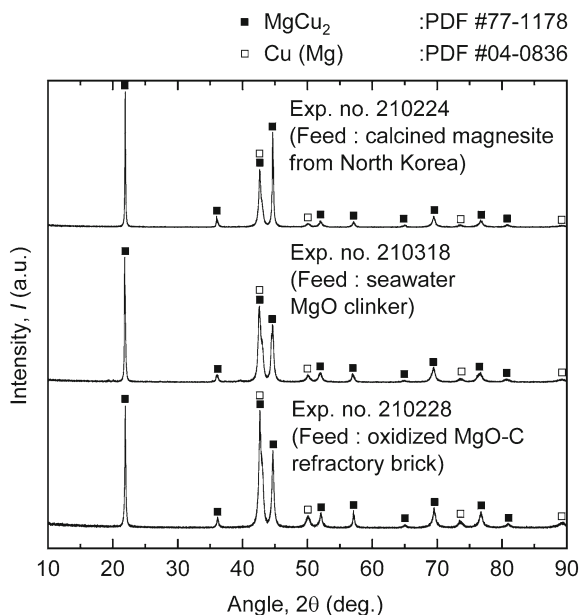 ■ MgCu₂ :PDF #77-1178
□ Cu (Mg) :PDF #04-0836
Exp. no. 210224
(Feed : calcined magnesite
from North Korea)
Exp. no. 210318
(Feed : seawater
MgO clinker)
Exp. no. 210228
(Feed : oxidized MgO-C
refractory brick)
Intensity, I (a.u.)
10 20 30 40 50 60 70 80 90
Angle, 2θ (deg.)